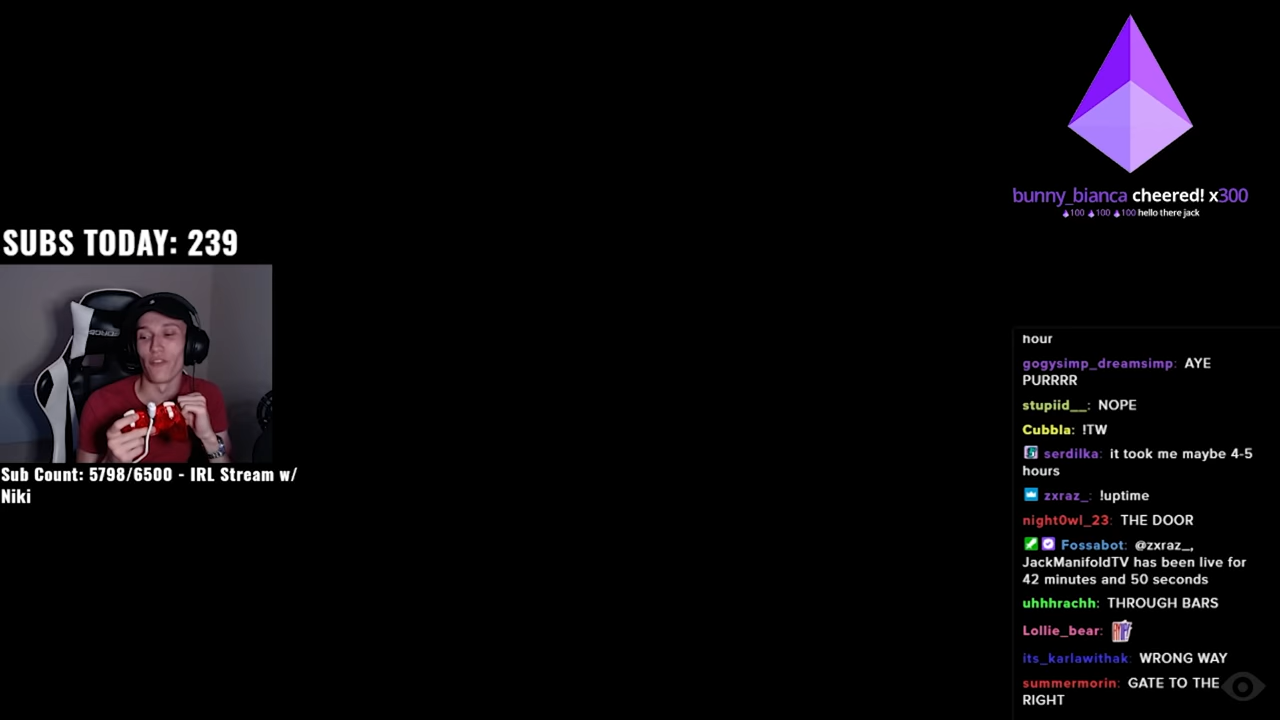 bunny_bianca cheered! x300
100 100 100 hello there jack
SUBS TODAY: 239
Sub Count: 5798/6500 - IRL Stream w/
Niki
hour
gogysimp_dreamsimp: AYE
PURRRR
stupiid__: NOPE
Cubbla: !TW
serdilka: it took me maybe 4-5
hours
zxraz_: !uptime
night0wl_23: THE DOOR
Fossabot: @zxraz_,
JackManifoldTV has been live for
42 minutes and 50 seconds
uhhhrachh: THROUGH BARS
Lollie_bear:
its_karlawithak: WRONG WAY
summermorin: GATE TO THE
RIGHT